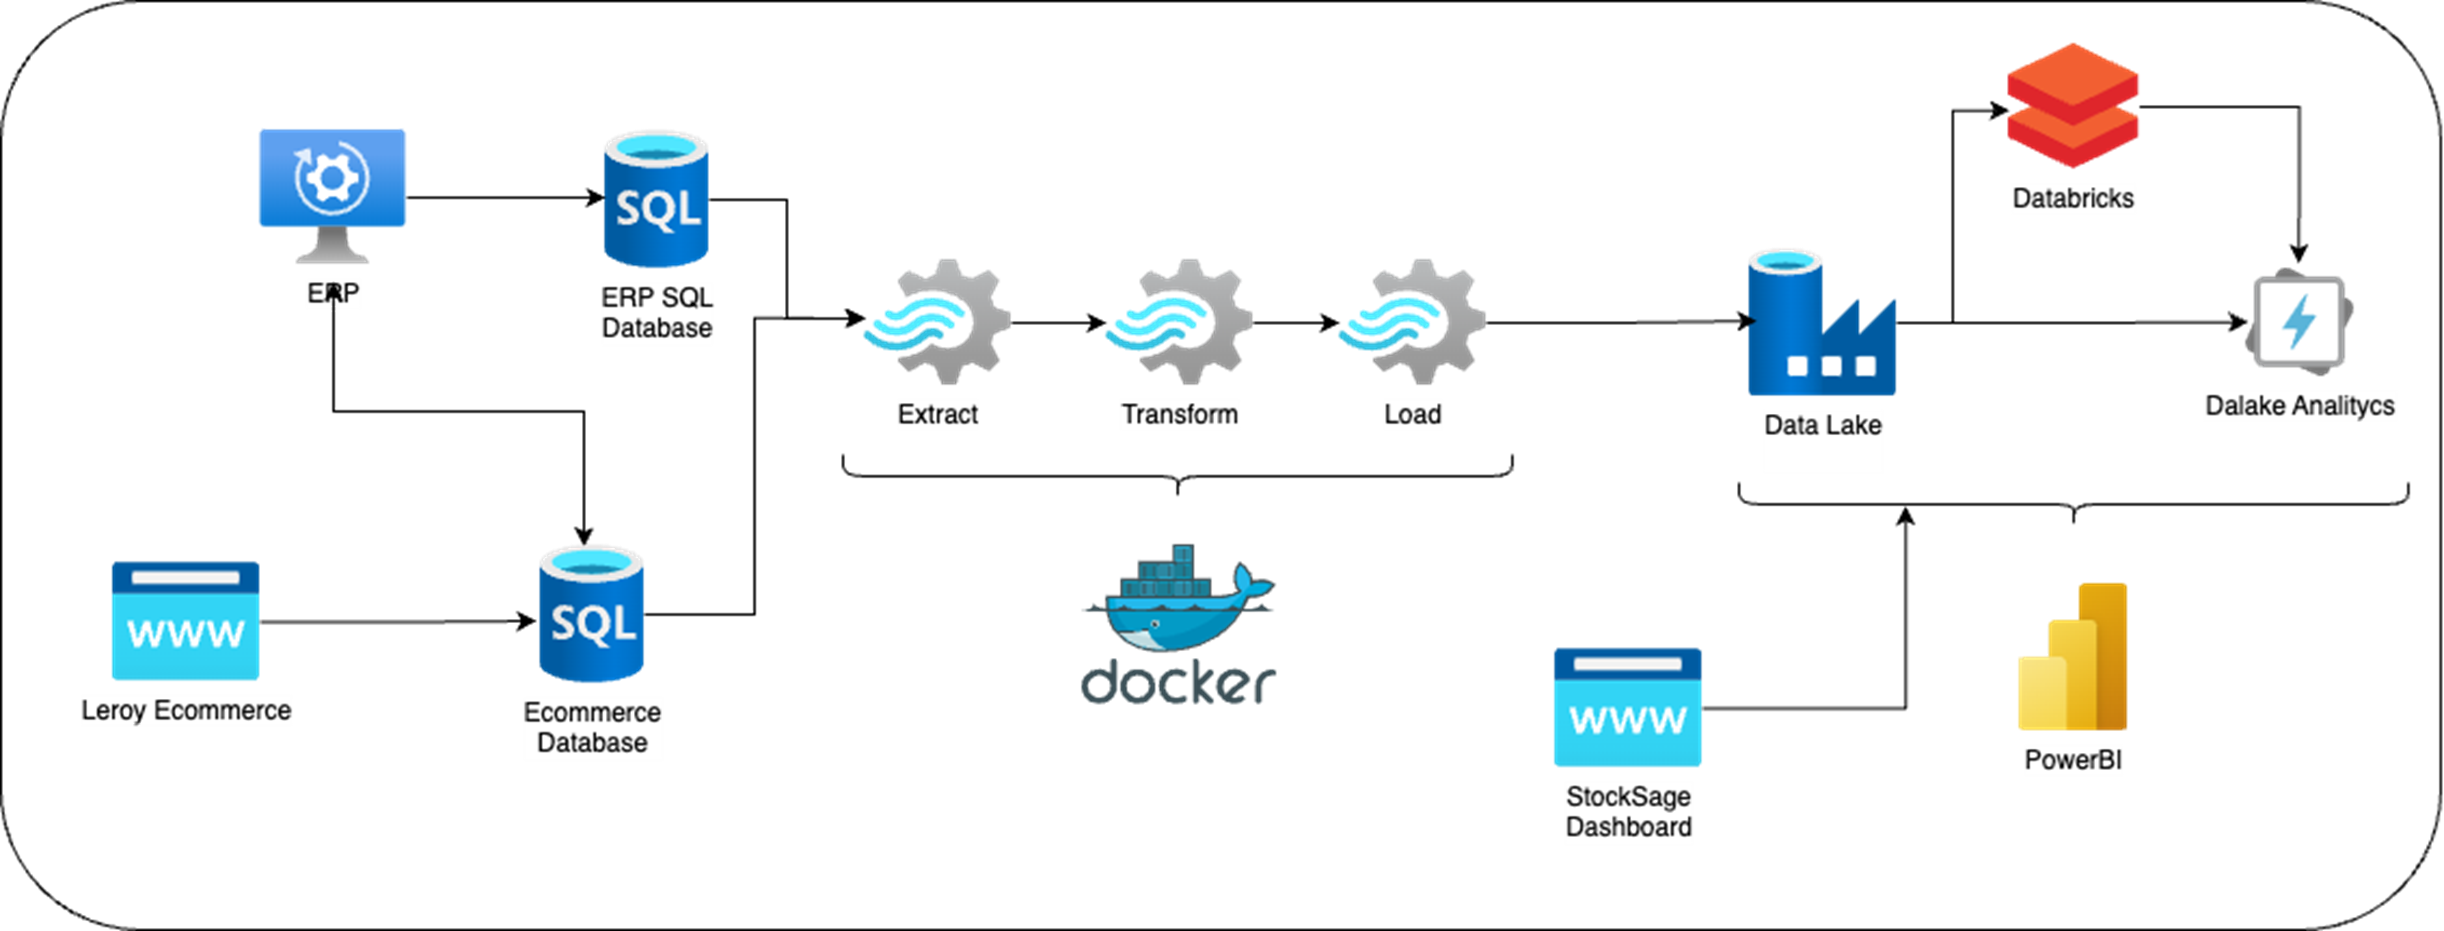 ERP
SQL
ERP SQL
Database
Databricks
Extract
Transform
Load
Data Lake
Dalake Analitycs
www
Leroy Ecommerce
SQL
Ecommerce
Database
docker
www
StockSage
Dashboard
PowerBI